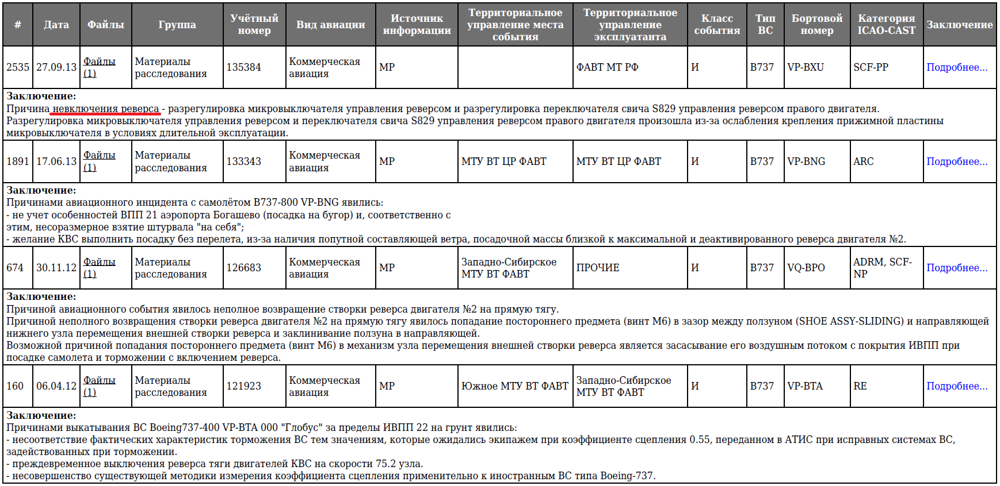 # Дата Файлы Группа Учётный номер Вид авиации Источник информации Территориальное управление места события Территориальное управление эксплуатанта Класс события Тип ВС Бортовой номер Категория ICAO-CAST Заключение
2535 27.09.13 Файлы (1) Материалы расследования 135384 Коммерческая авиация МР ФАВТ МТ РФ И В737 VP-BXU SCF-PP Подробнее...
Заключение:
Причина невключения реверса - разрегулировка микровыключателя управления реверсом и разрегулировка переключателя свича S829 управления реверсом правого двигателя.
Разрегулировка микровыключателя управления реверсом и переключателя свича S829 управления реверсом правого двигателя произошла из-за ослабления крепления прижимной пластины
микровыключателя в условиях длительной эксплуатации.
1891 17.06.13 Файлы (1) Материалы расследования 133343 Коммерческая авиация МР МТУ ВТ ЦР ФАВТ МТУ ВТ ЦР ФАВТ И В737 VP-BNG ARC Подробнее...
Заключение:
Причинами авиационного инцидента с самолётом В737-800 VP-BNG явились:
- не учет особенностей ВПП 21 аэропорта Богашево (посадка на бугор) и, соответственно с
этим, несоразмерное взятие штурвала "на себя";
- желание КВС выполнить посадку без перелета, из-за наличия попутной составляющей ветра, посадочной массы близкой к максимальной и деактивированного реверса двигателя №2.
674 30.11.12 Файлы (1) Материалы расследования 126683 Коммерческая авиация МР Западно-Сибирское МТУ ВТ ФАВТ ПРОЧИЕ И В737 VQ-BPO ADRM, SCF-NP Подробнее...
Заключение:
Причиной авиационного события явилось неполное возвращение створки реверса двигателя №2 на прямую тягу.
Причиной неполного возвращения створки реверса двигателя №2 на прямую тягу явилось попадание постороннего предмета (винт М6) в зазор между ползуном (SHOE ASSY-SLIDING) и направляющей
нижнего узла перемещения внешней створки реверса и заклинивание ползуна в направляющей.
Возможной причиной попадания постороннего предмета (винт М6) в механизм узла перемещения внешней створки реверса является засасывание его воздушным потоком с покрытия ИВПП при
посадке самолета и торможении с включением реверса.
160 06.04.12 Файлы (1) Материалы расследования 121923 Коммерческая авиация МР Южное МТУ ВТ ФАВТ Западно-Сибирское МТУ ВТ ФАВТ И В737 VP-BTA RE Подробнее...
Заключение:
Причинами выкатывания ВС Boeing737-400 VP-BTA 000 "Глобус" за пределы ИВПП 22 на грунт явились:
- несоответствие фактических характеристик торможения ВС тем значениям, которые ожидались экипажем при коэффициенте сцепления 0.55, переданном в АТИС при исправных системах ВС,
задействованных при торможении.
- преждевременное выключения реверса тяги двигателей КВС на скорости 75.2 узла.
- несовершенство существующей методики измерения коэффициента сцепления применительно к иностранным ВС типа Boeing-737.